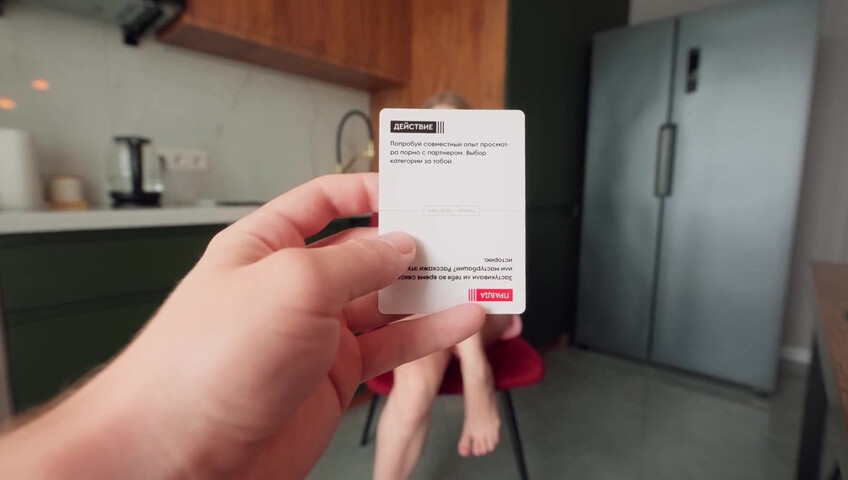 ДЕЙСТВИЕ
Попробуй совместный опыт просмот-
ра порно с партнером. Выбор
категории за тобой.
ПРАВДА
Застукивали ли тебя во время секса
или мастурбации? Расскажи эту
историю.